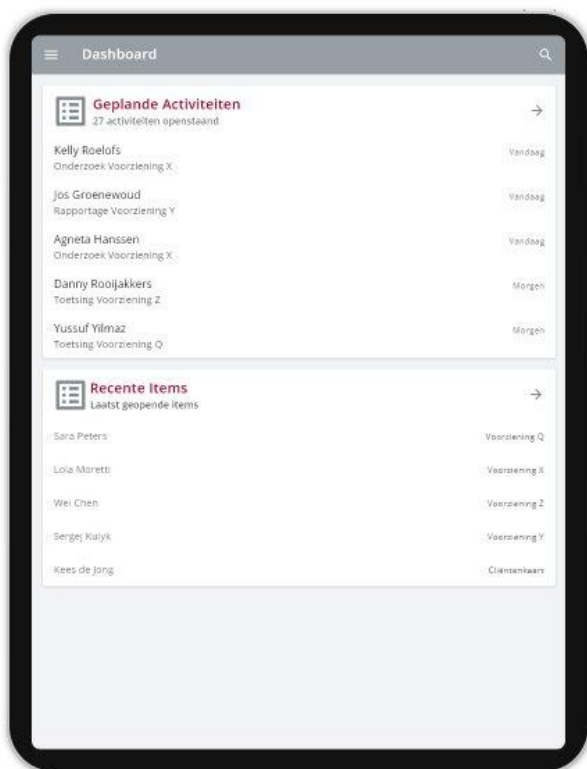 Dashboard
Geplande Activiteiten
27 activiteiten openstaand
Kelly Roelofs
Vandaag
Onderzoek Voorziening X
Jos Groenewoud
Vandaag
Rapportage Voorziening Y
Agneta Hanssen
Vandaag
Onderzoek Voorziening X
Danny Rooijakkers
Morgen
Toetsing Voorziening Z
Yussuf Yilmaz
Morgen
Toetsing Voorziening Q
Recente Items
Laatst geopende items
Sara Peters
Voorziening Q
Lola Moretti
Voorziening X
Wei Chen
Voorziening Z
Sergej Kulyk
Voorziening Y
Kees de Jong
Cliëntenkaart